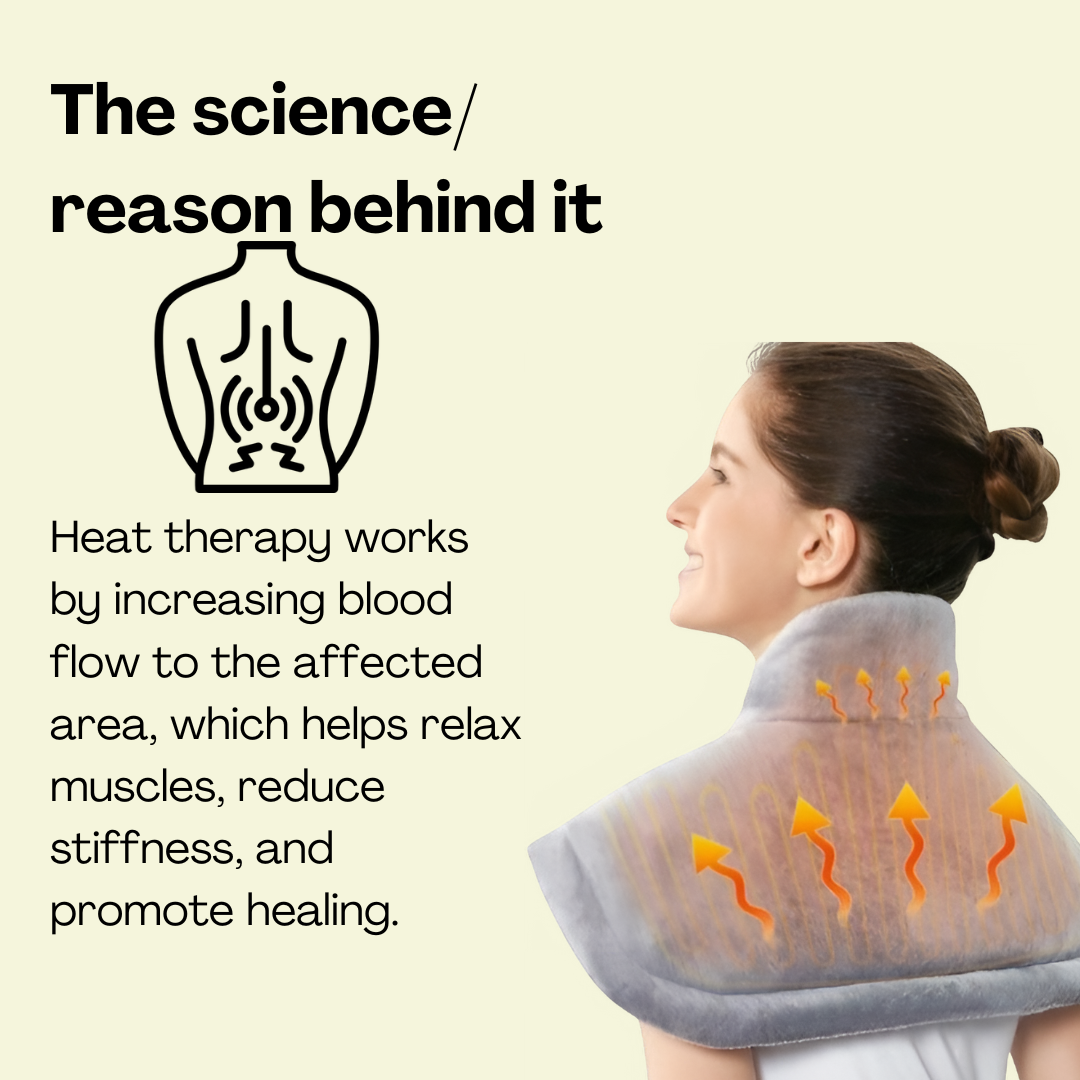 The science/
reason behind it
Heat therapy works
by increasing blood
flow to the affected
area, which helps relax
muscles, reduce
stiffness, and
promote healing.